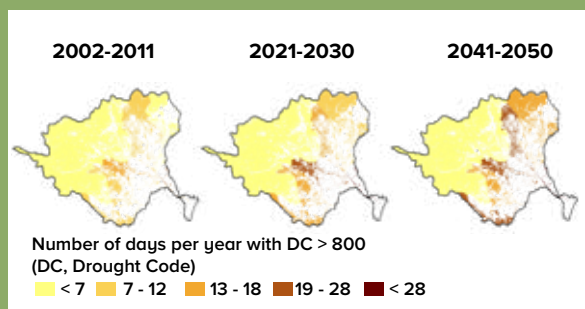 2002-2011 2021-2030 2041-2050
Number of days per year with DC > 800
(DC, Drought Code)
< 7 7 - 12 13 - 18 19 - 28 < 28